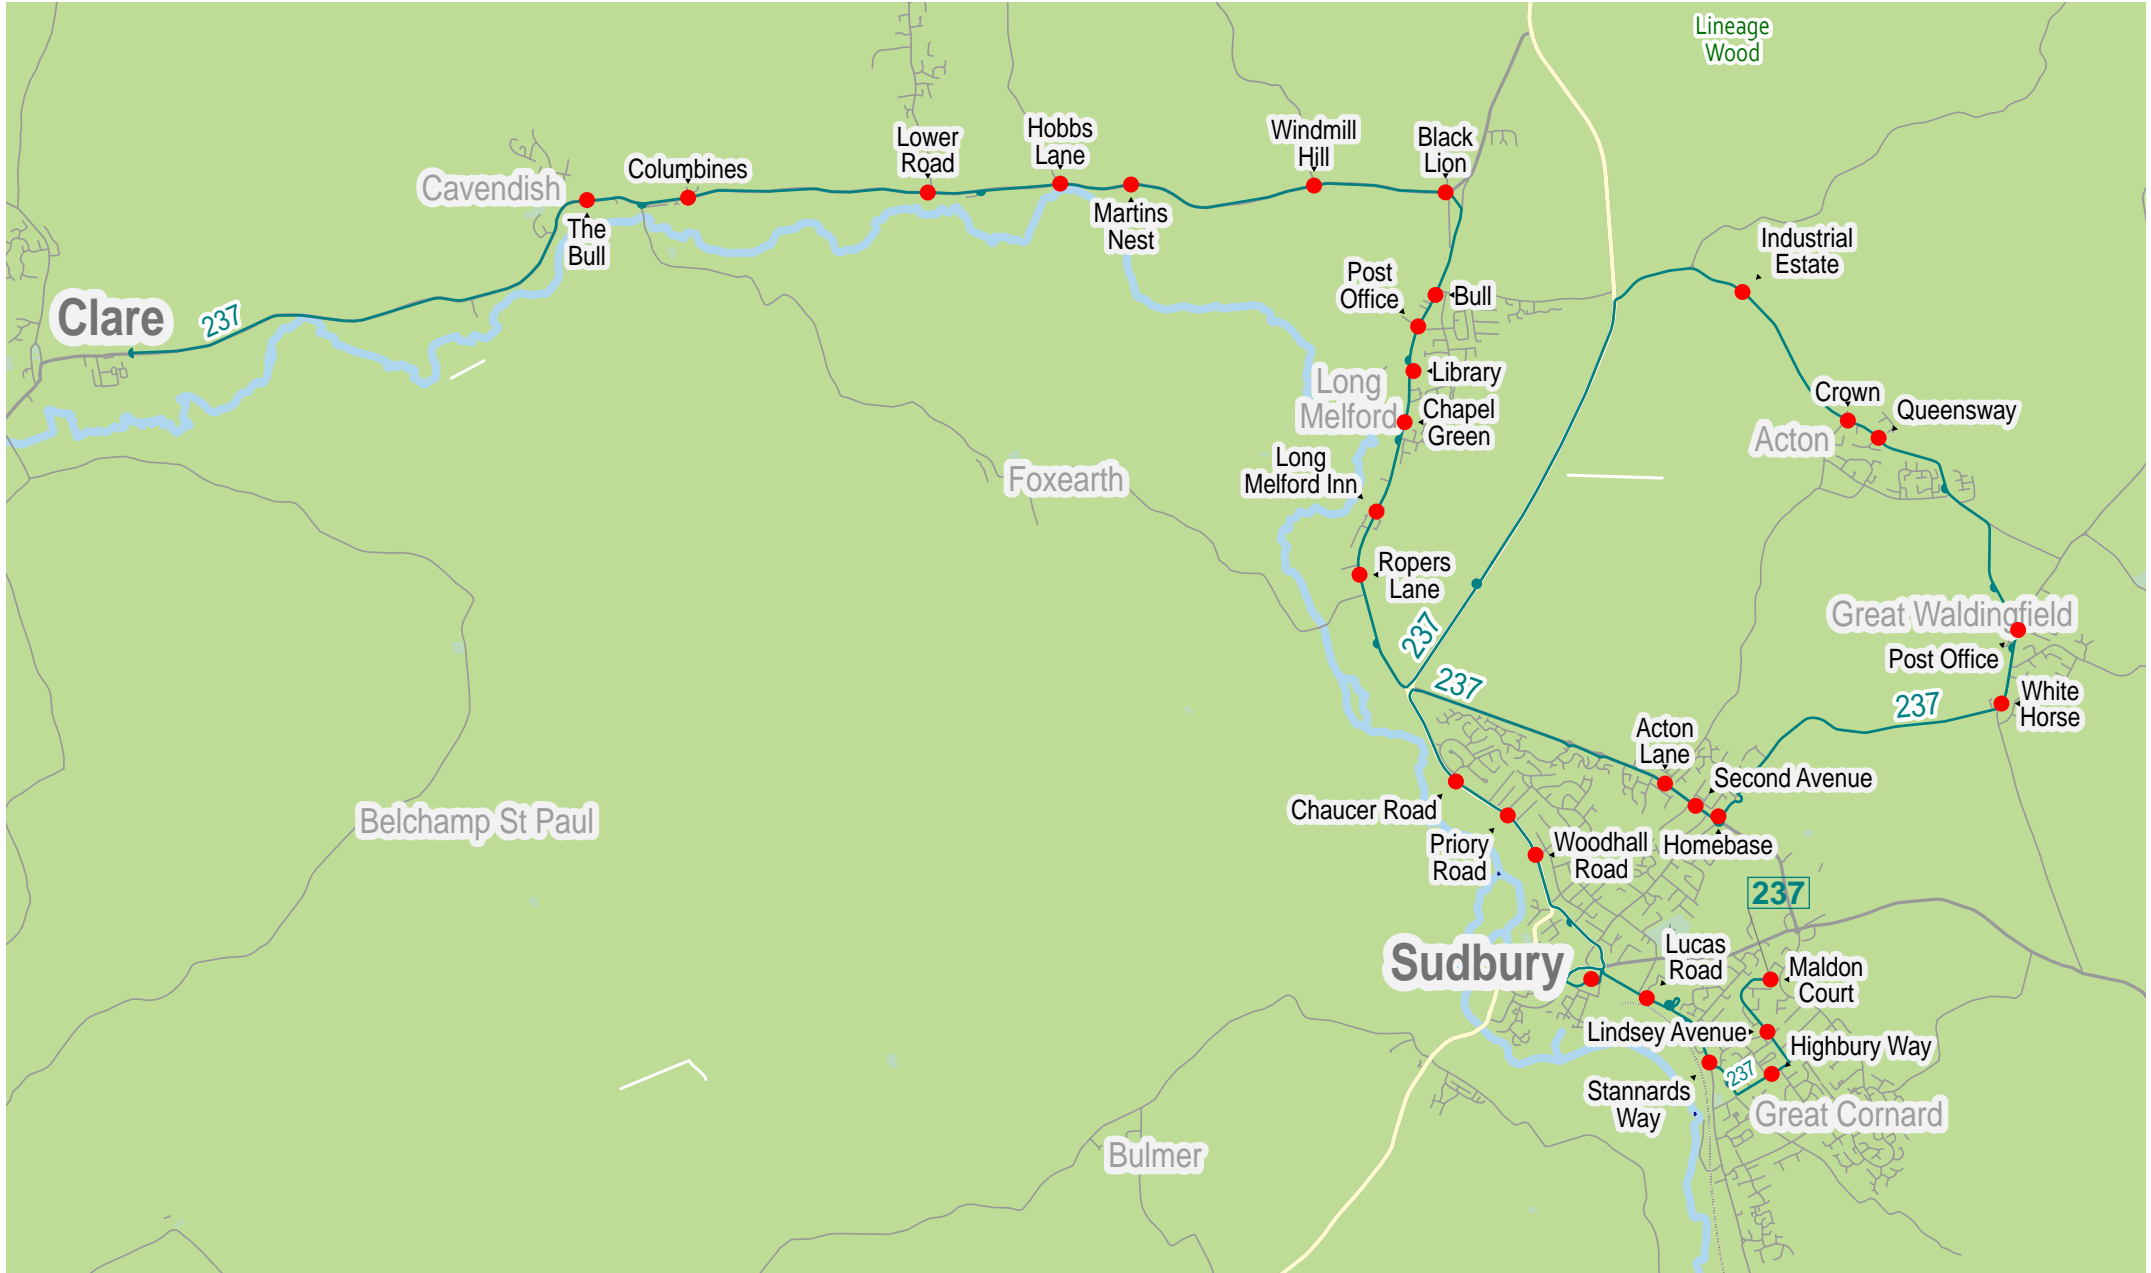 Lineage
Wood
Lower
Road
Hobbs
Lane
Windmill
Hill
Black
Lion
Cavendish
Columbines
The
Bull
Martins
Nest
Industrial
Estate
Post
Office
Bull
Clare
237
Long
Melford
Library
Chapel
Green
Crown
Queensway
Acton
Long
Melford Inn
Foxearth
Ropers
Lane
Great Waldingfield
Post Office
237
237
237
White
Horse
Acton
Lane
Second Avenue
Chaucer Road
Belchamp St Paul
Priory
Road
Woodhall
Road
Homebase
237
Sudbury
Lucas
Road
Maldon
Court
Lindsey Avenue
Highbury Way
237
Stannards
Way
Great Cornard
Bulmer